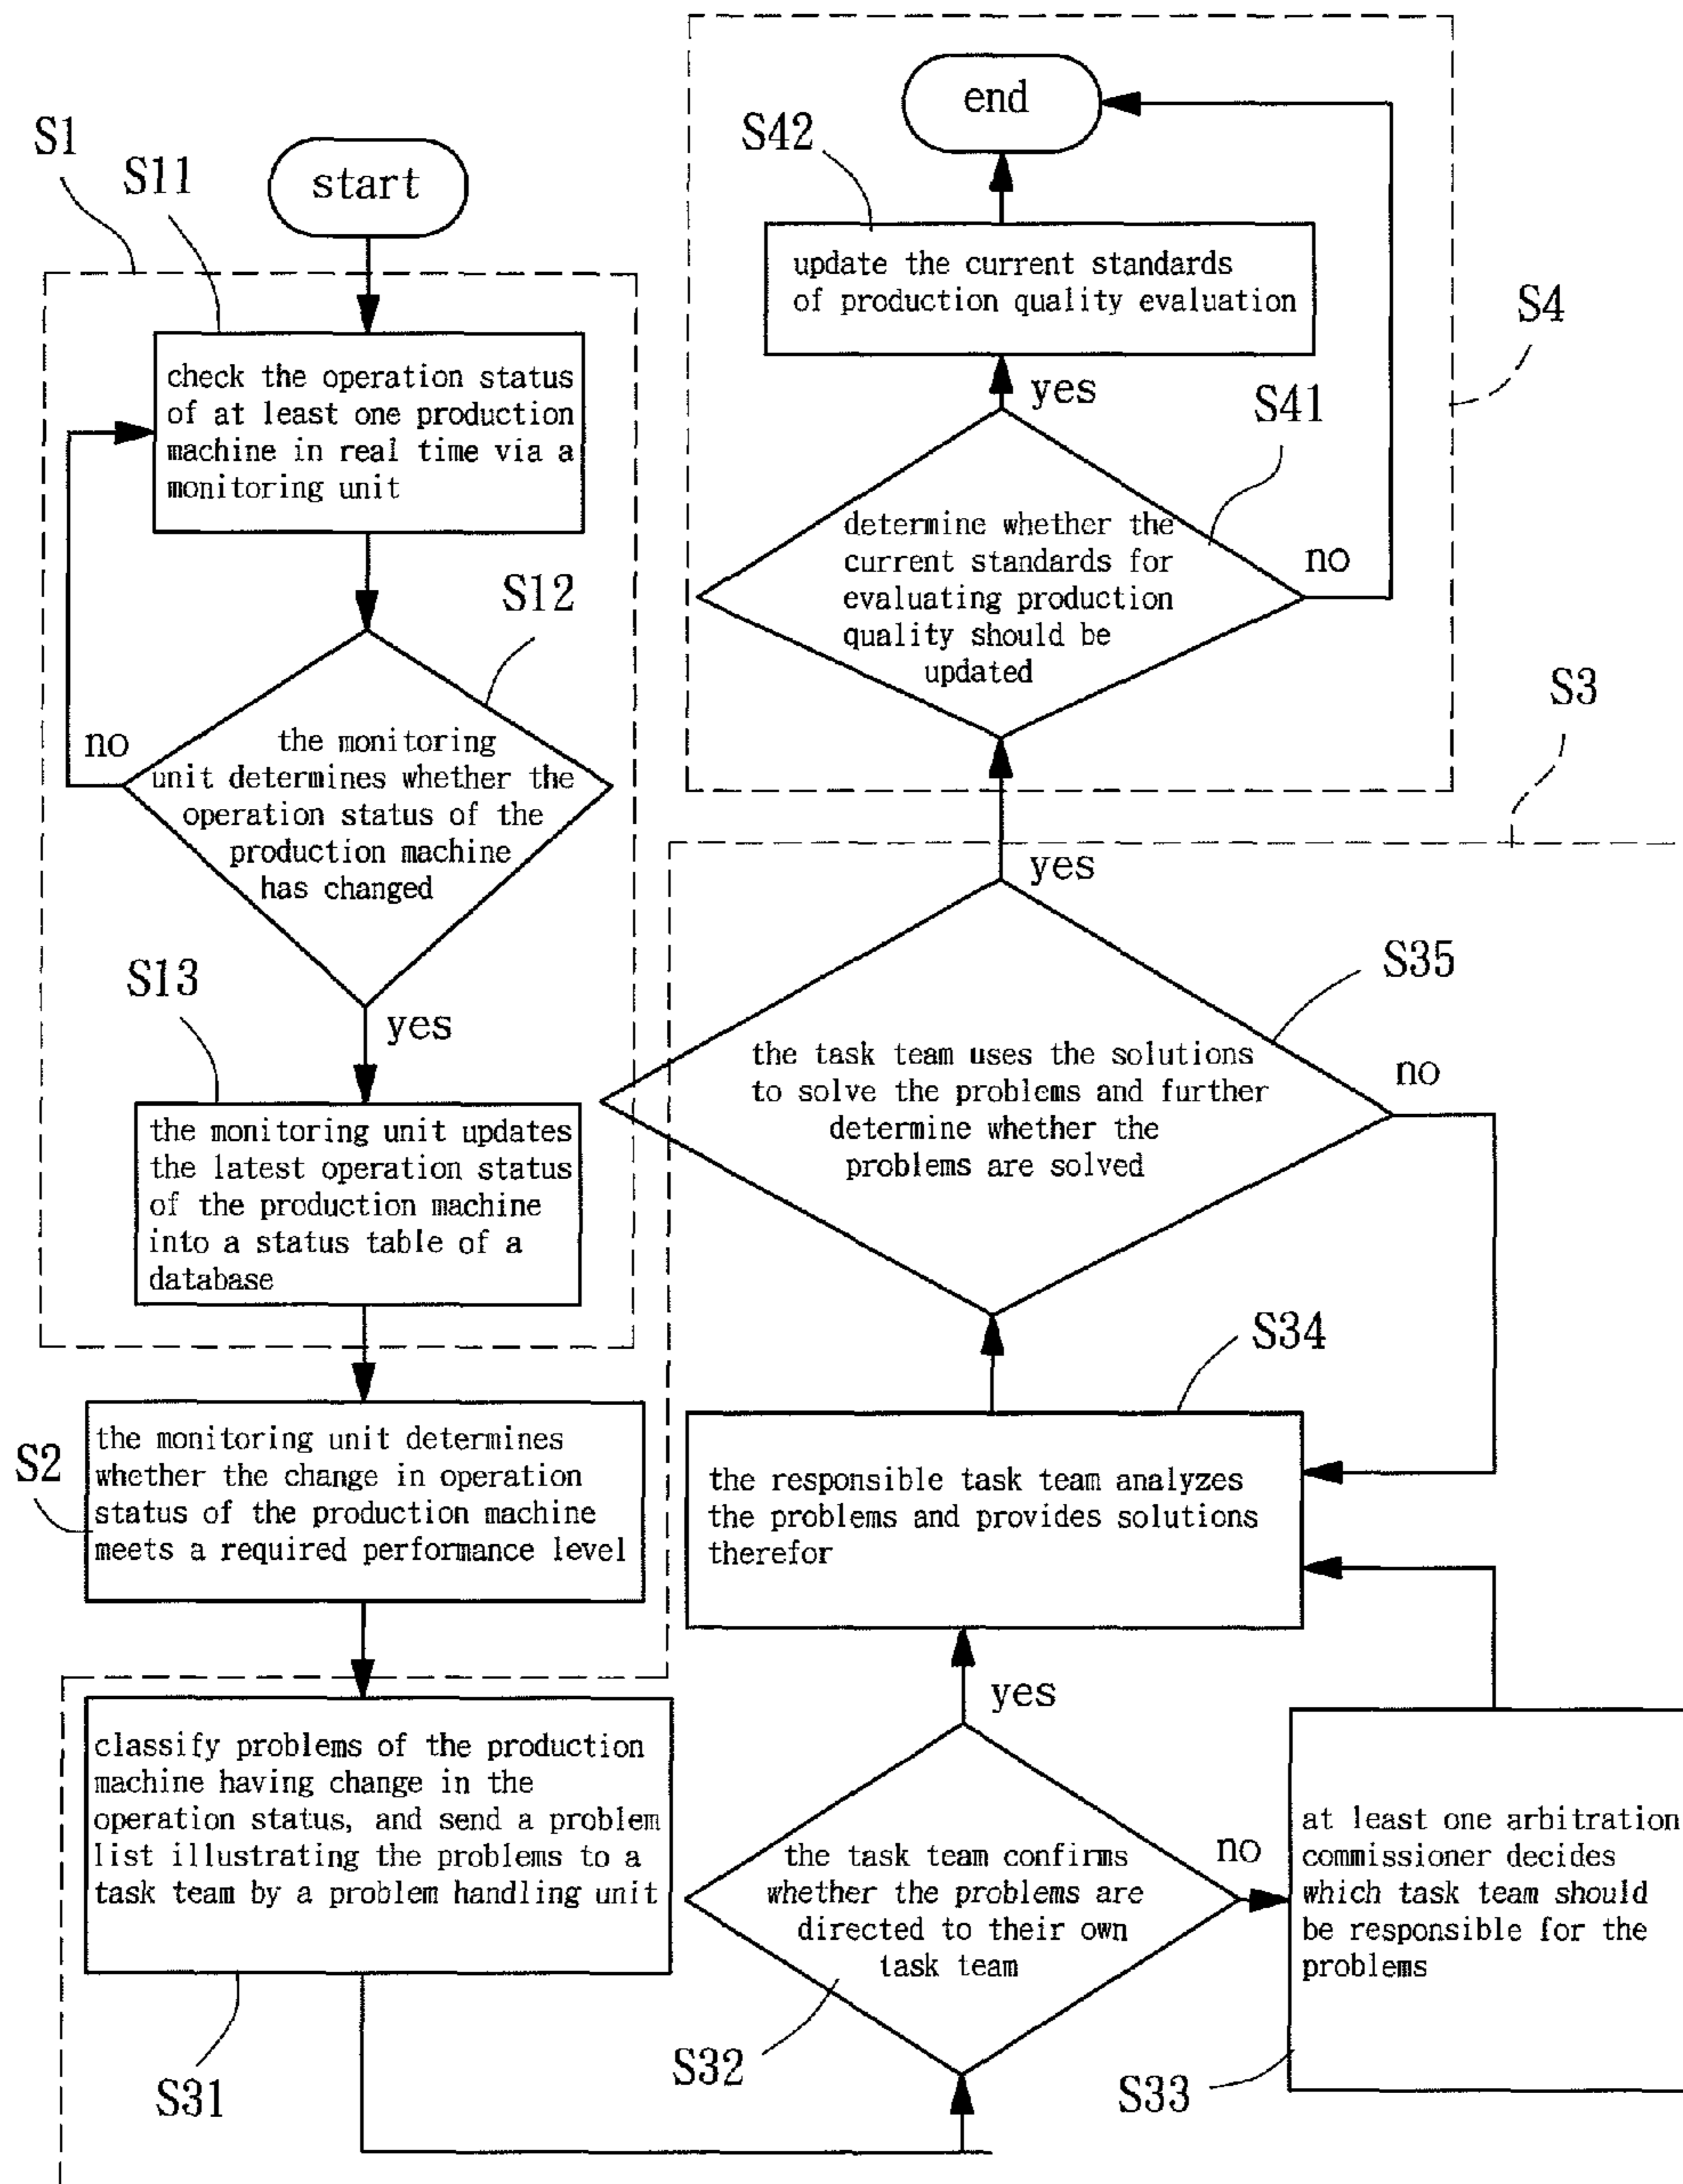 S1
S11
start
check the operation status
of at least one production
machine in real time via a
monitoring unit
S12
no
the monitoring
unit determines whether the
operation status of the
production machine
has changed
S13
yes
the monitoring unit updates
the latest operation status
of the production machine
into a status table of a
database
S2
the monitoring unit determines
whether the change in operation
status of the production machine
meets a required performance level
classify problems of the production
machine having change in the
operation status, and send a problem
list illustrating the problems to a
task team by a problem handling unit
S31
S32
the task team confirms
whether the problems are
directed to their own
task team
no
S33
at least one arbitration
commissioner decides
which task team should
be responsible for the
problems
yes
S34
the responsible task team analyzes
the problems and provides solutions
therefor
S35
the task team uses the solutions
to solve the problems and further
determine whether the
problems are solved
no
yes
S3
S41
determine whether the
current standards for
evaluating production
quality should be
updated
no
yes
S4
S42
update the current standards
of production quality evaluation
end